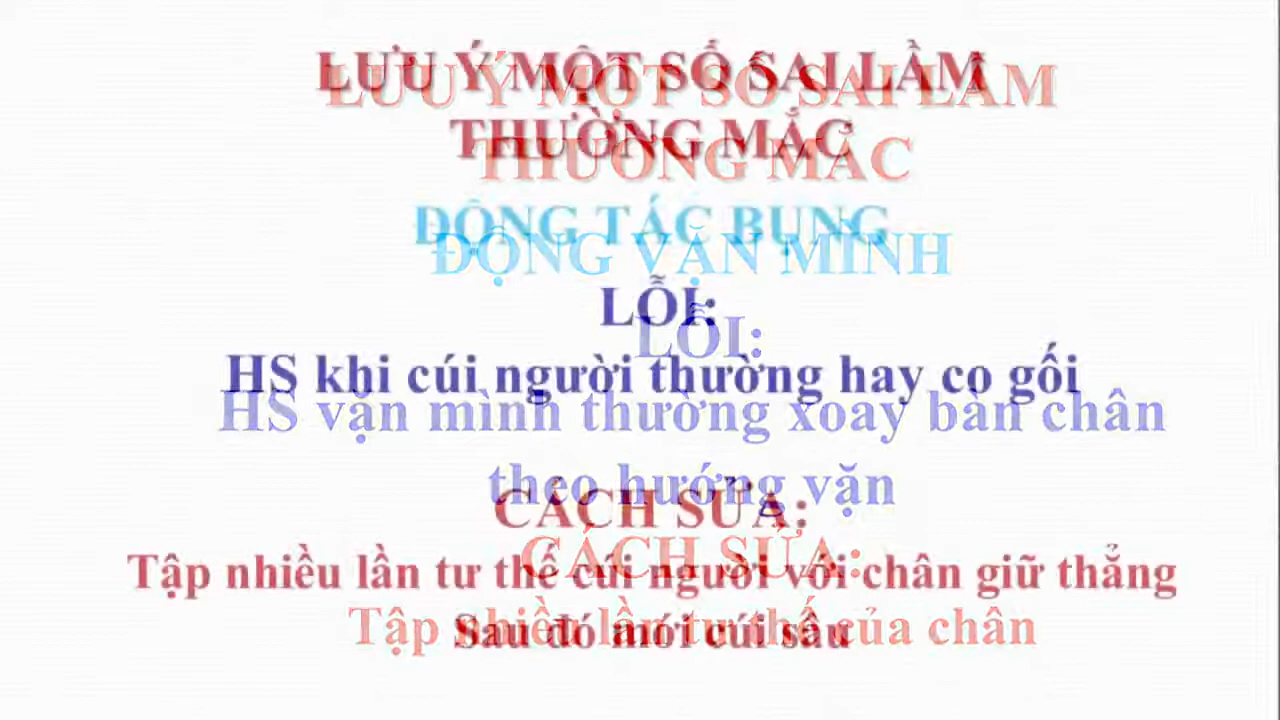 LƯU Ý MỘT SỐ SAI LẦM
THƯỜNG MẮC
ĐỘNG TÁC BỤNG
LỖI:
HS khi cúi người thường hay co gối
CÁCH SỬA:
Tập nhiều lần tư thế cúi người với chân giữ thẳng
Sau đó mới cúi sâu
LƯU Ý MỘT SỐ SAI LẦM
THƯỜNG MẮC
ĐỘNG VẶN MÌNH
LỖI:
HS vặn mình thường xoay bàn chân
theo hướng vặn
CÁCH SỬA:
Tập nhiều lần tư thế của chân